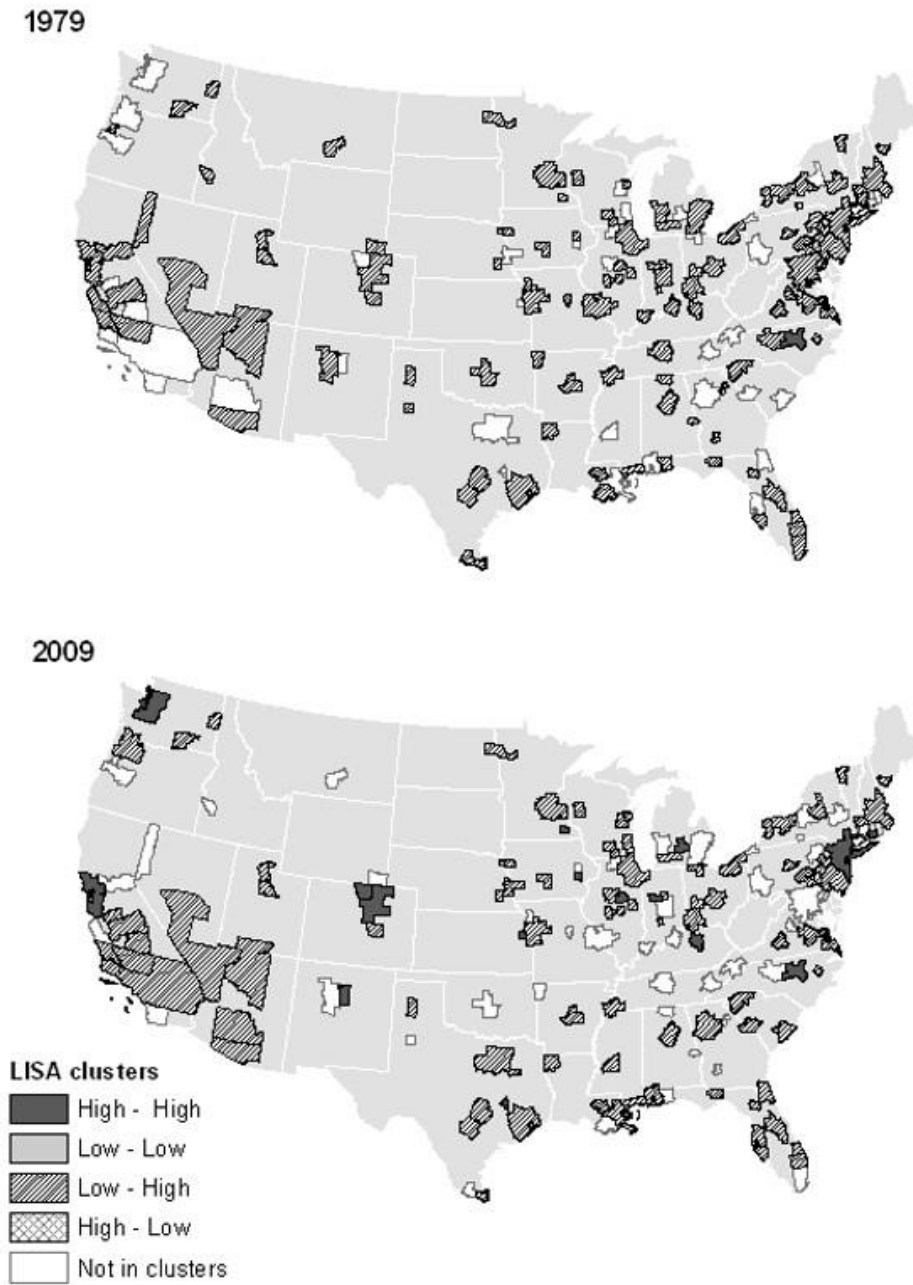 1979
2009
LISA clusters
High - High
Low - Low
Low - High
High - Low
Not in clusters